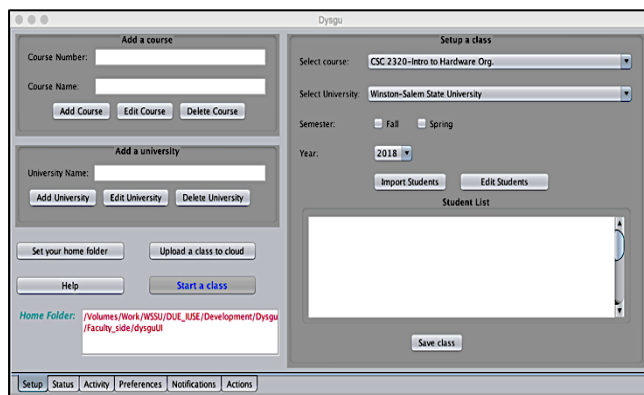 Dysgu
Add a course
Course Number:
Course Name:
Add Course Edit Course Delete Course
Add a university
University Name:
Add University Edit University Delete University
Set your home folder Upload a class to cloud
Help Start a class
Home Folder: /Volumes/Work/WSSU/DUE_IUSE/Development/Dysgu
/Faculty_side/dysguUI
Setup a class
Select course: CSC 2320-Intro to Hardware Org.
Select University: Winston-Salem State University
Semester: Fall Spring
Year: 2018
Import Students Edit Students
Student List
Save class
Setup Status Activity Preferences Notifications Actions